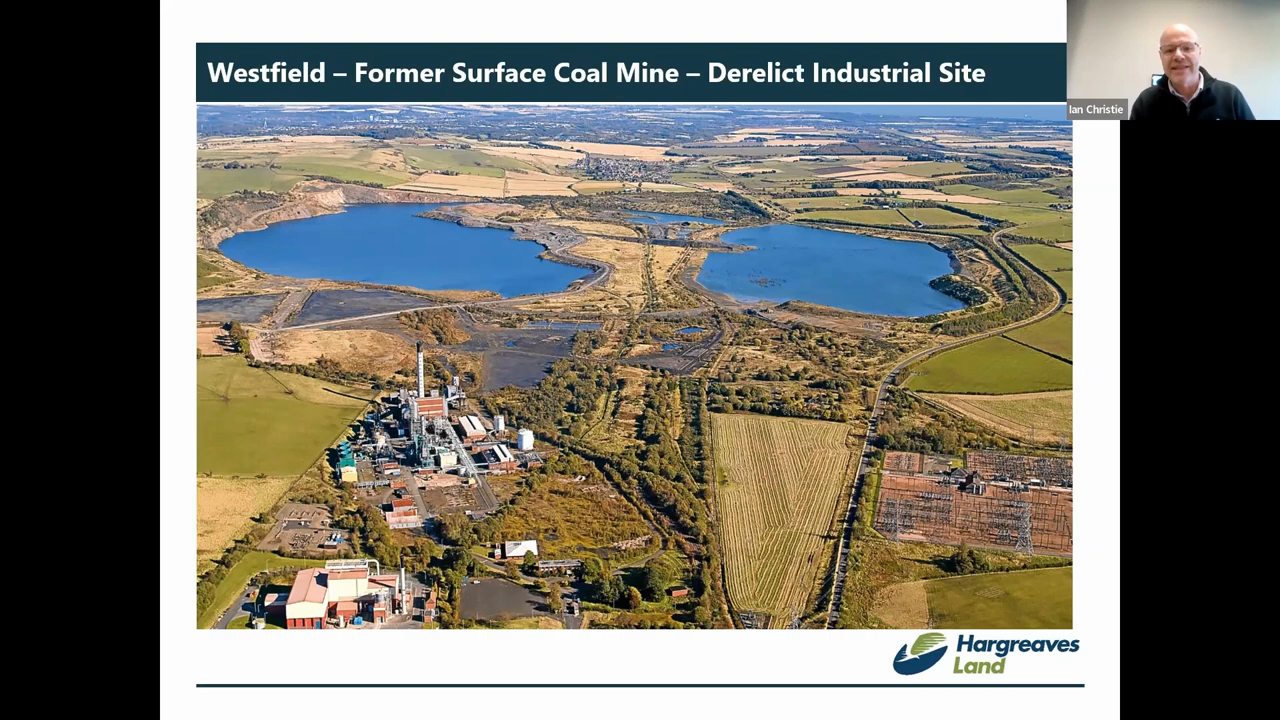 Westfield – Former Surface Coal Mine – Derelict Industrial Site
Ian Christie
Hargreaves
Land